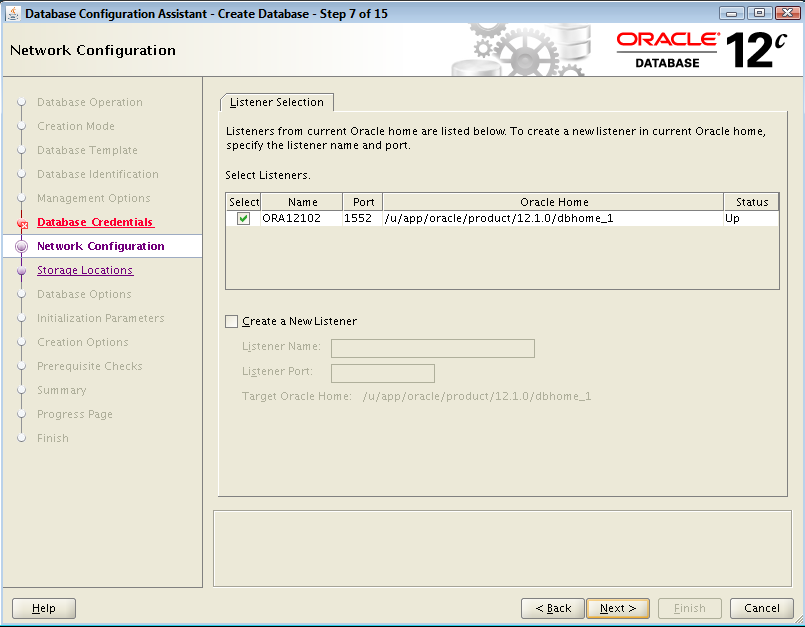 Database Configuration Assistant - Create Database - Step 7 of 15
Network Configuration
ORACLE®
DATABASE
12c
Database Operation
Creation Mode
Database Template
Database Identification
Management Options
Database Credentials
Network Configuration
Storage Locations
Database Options
Initialization Parameters
Creation Options
Prerequisite Checks
Summary
Progress Page
Finish
Listener Selection
Listeners from current Oracle home are listed below. To create a new listener in current Oracle home,
specify the listener name and port.
Select Listeners.
Select Name Port Oracle Home Status
ORA12102 1552 /u/app/oracle/product/12.1.0/dbhome_1 Up
Create a New Listener
Listener Name:
Listener Port:
Target Oracle Home: /u/app/oracle/product/12.1.0/dbhome_1
Help
< Back
Next >
Finish
Cancel